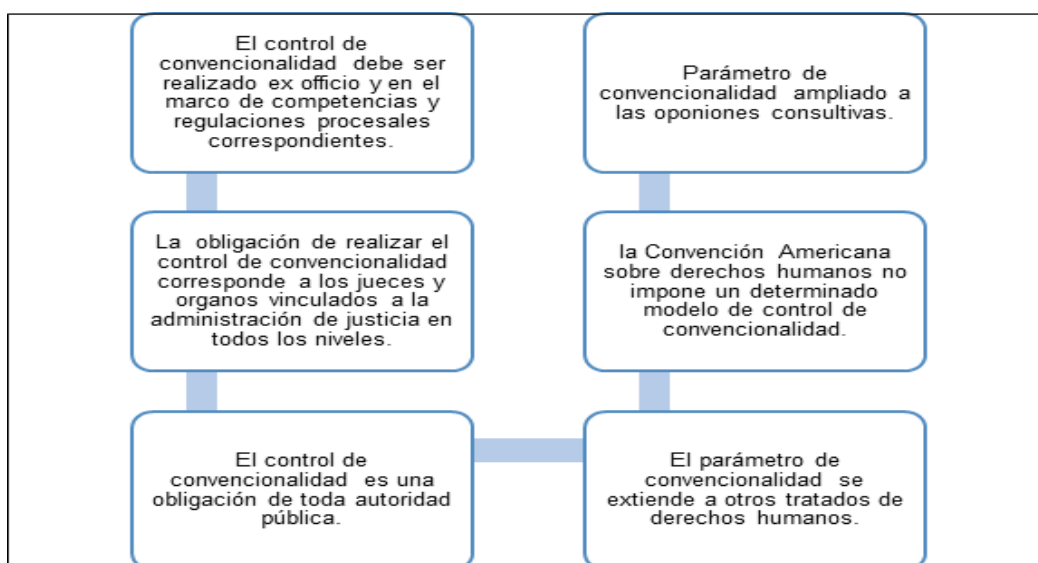 El control de
convencionalidad debe ser
realizado ex officio y en el
marco de competencias y
regulaciones procesales
correspondientes.
La obligación de realizar el
control de convencionalidad
corresponde a los jueces y
organos vinculados a la
administración de justicia en
todos los niveles.
El control de
convencionalidad es una
obligación de toda autoridad
pública.
El parámetro de
convencionalidad se
extiende a otros tratados de
derechos humanos.
la Convención Americana
sobre derechos humanos no
impone un determinado
modelo de control de
convencionalidad.
Parámetro de
convencionalidad ampliado a
las oponiones consultivas.